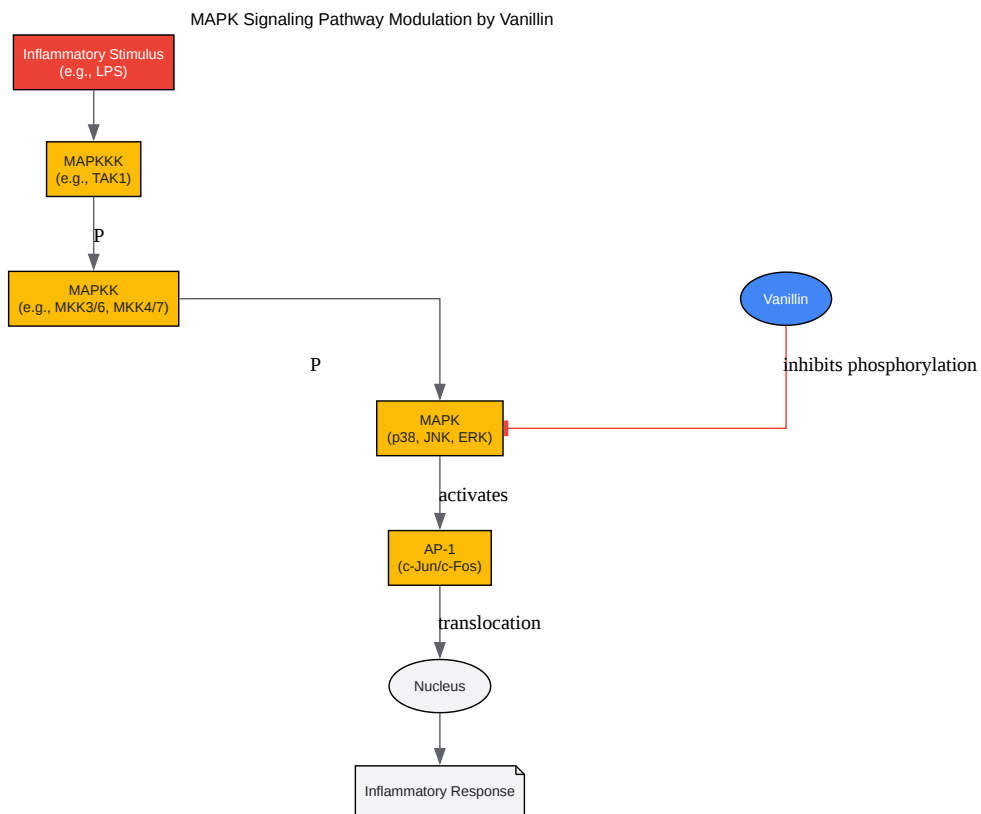 MAPK Signaling Pathway Modulation by Vanillin
Inflammatory Stimulus
(e.g., LPS)
MAPKKK
(e.g., TAK1)
P
MAPKK
(e.g., MKK3/6, MKK4/7)
Vanillin
P
inhibits phosphorylation
MAPK
(p38, JNK, ERK)
activates
AP-1
(c-Jun/c-Fos)
translocation
Nucleus
Inflammatory Response